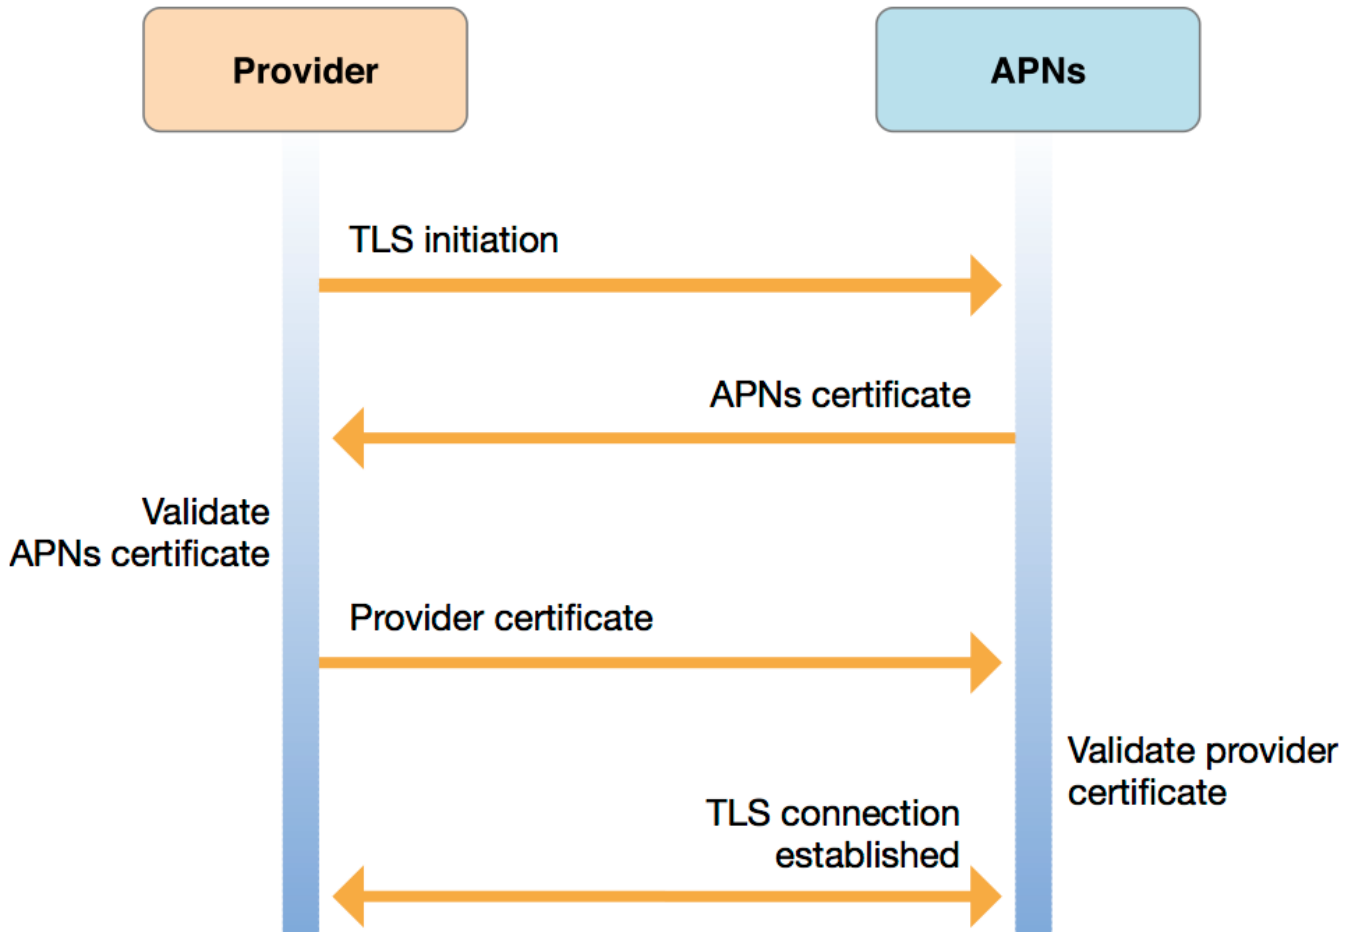 Provider
APNs
TLS initiation
APNs certificate
Validate
APNs certificate
Provider certificate
Validate provider
certificate
TLS connection
established